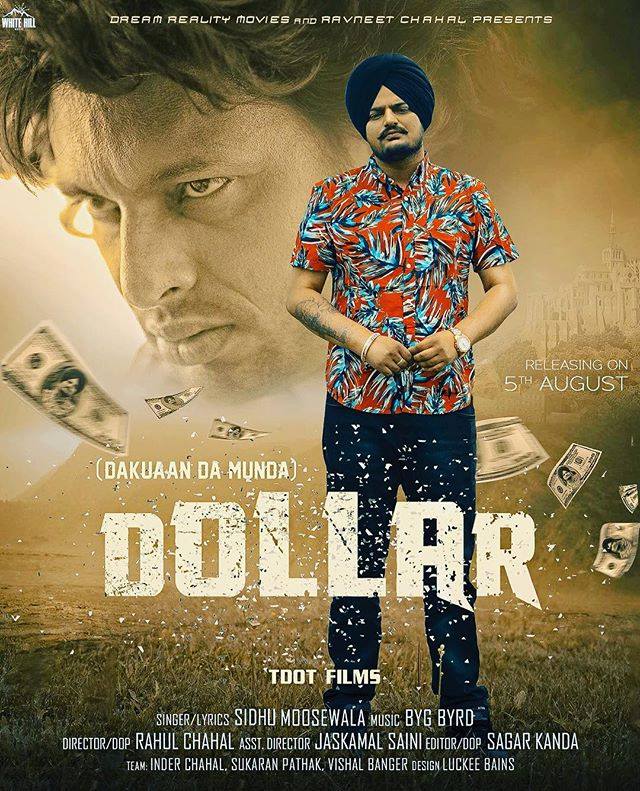 DREAM REALITY MOVIES AND RAVNEET CHAHAL PRESENTS
WHITE HILL
RELEASING ON
5TH AUGUST
(DAKUAAN DA MUNDA)
DOLLAR
TDOT FILMS
SINGER/LYRICS SIDHU MOOSEWALA MUSIC BYG BYRD
DIRECTOR/DOP RAHUL CHAHAL ASST. DIRECTOR JASKAMAL SAINI EDITOR/DOP SAGAR KANDA
TEAM: INDER CHAHAL, SUKARAN PATHAK, VISHAL BANGER DESIGN LUCKEE BAINS